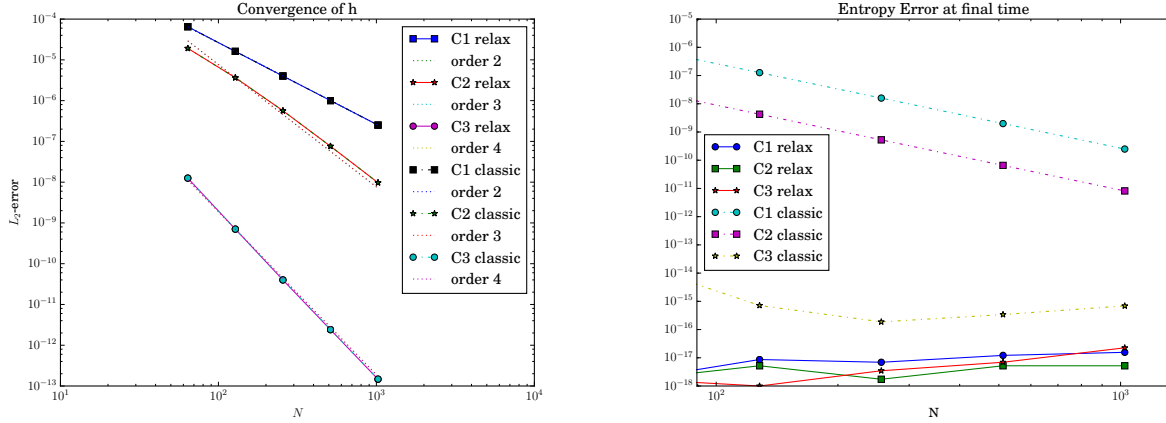 Convergence of h
10^{-4}
10^{-5}
10^{-6}
10^{-7}
10^{-8}
10^{-9}
10^{-10}
10^{-11}
10^{-12}
10^{-13}
L_2-error
10^1
10^2
10^3
10^4
N
C1 relax
order 2
C2 relax
order 3
C3 relax
order 4
C1 classic
order 2
C2 classic
order 3
C3 classic
order 4
Entropy Error at final time
10^{-5}
10^{-6}
10^{-7}
10^{-8}
10^{-9}
10^{-10}
10^{-11}
10^{-12}
10^{-13}
10^{-14}
10^{-15}
10^{-16}
10^{-17}
10^{-18}
10^2
10^3
N
C1 relax
C2 relax
C3 relax
C1 classic
C2 classic
C3 classic